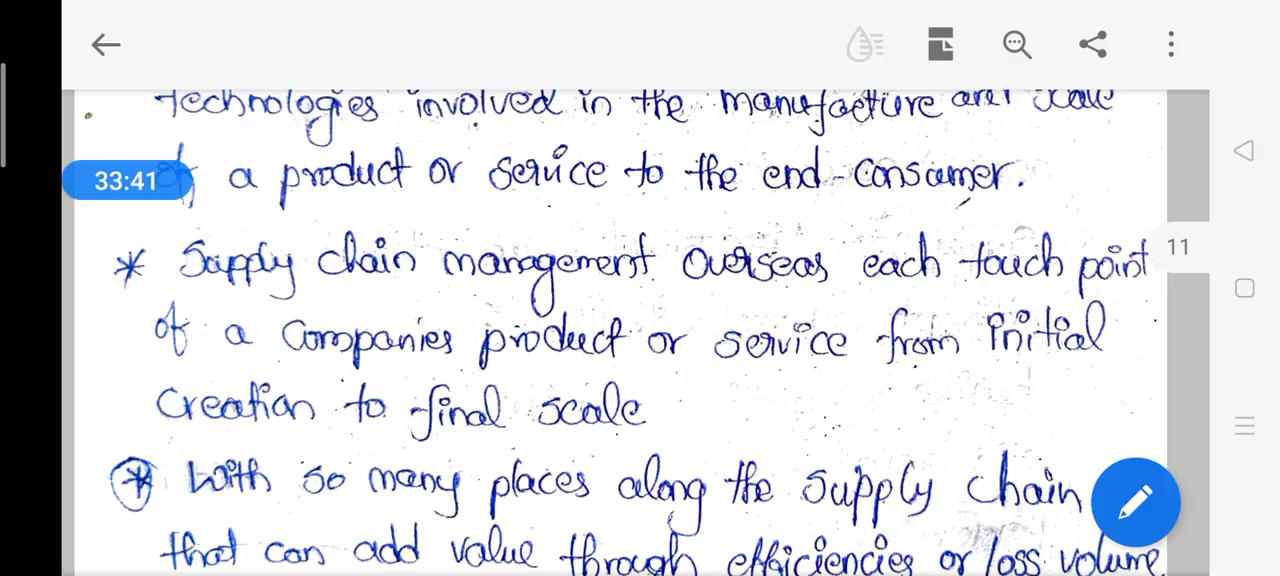 technologies involved in the manufacture and scale
33:41 of a product or service to the end-consumer.
* Supply chain management overseas each touch point
11
of a companies product or service from initial
creation to final scale
* With so many places along the supply chain
that can add value through efficiencies or loss volume